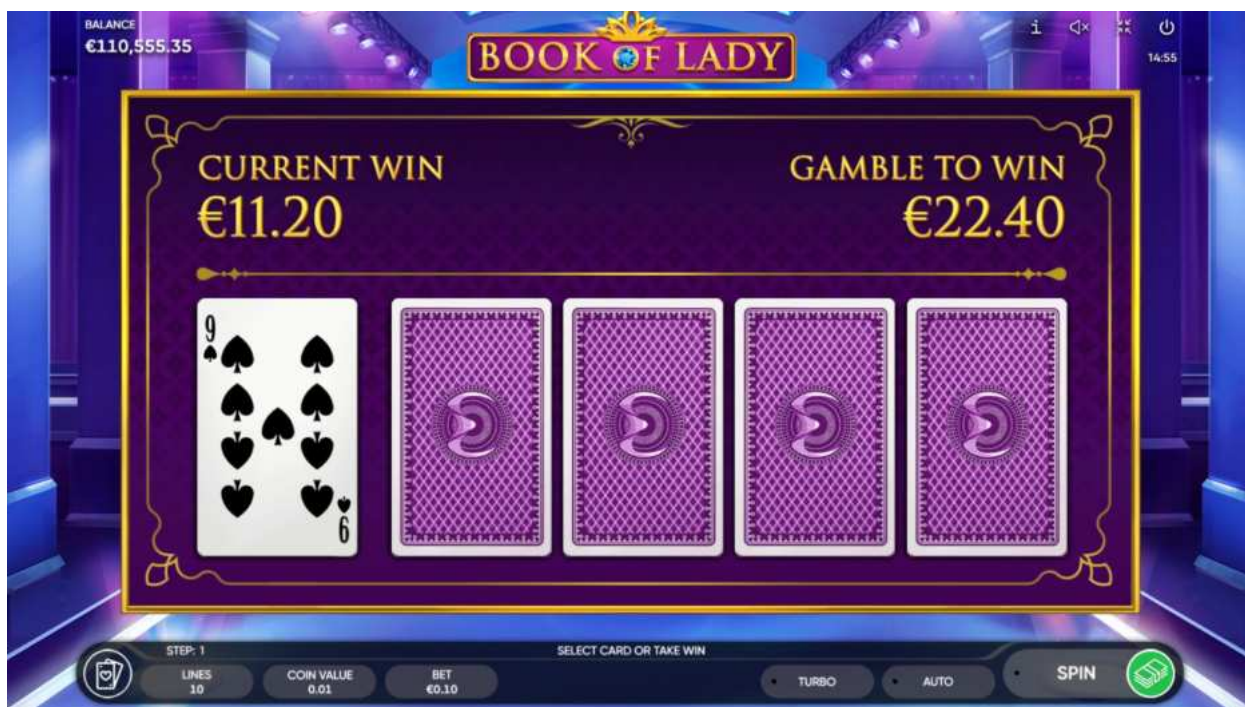 BALANCE
€110,555.35
BOOK OF LADY
14:55
CURRENT WIN
€11.20
GAMBLE TO WIN
€22.40
9
9
STEP: 1
SELECT CARD OR TAKE WIN
LINES
10
COIN VALUE
0.01
BET
€0.10
TURBO
AUTO
SPIN